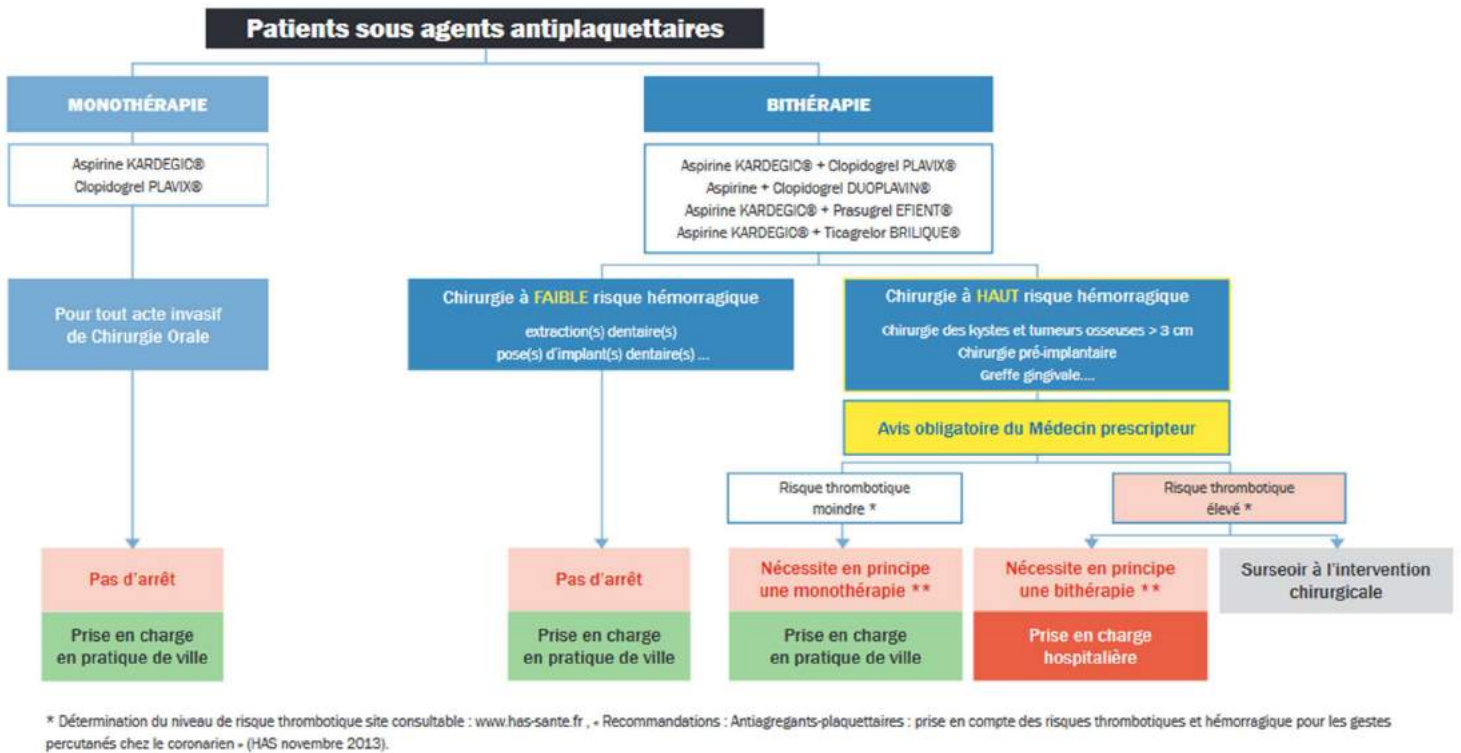 Patients sous agents antiplaquettaires
MONOTHÉRAPIE
Aspirine KARDEGIC®
Clopidogrel PLAVIX®
Pour tout acte invasif
de Chirurgie Orale
Pas d'arrêt
Prise en charge
en pratique de ville
BITHÉRAPIE
Aspirine KARDEGIC® + Clopidogrel PLAVIX®
Aspirine + Clopidogrel DUOPLAVIN®
Aspirine KARDEGIC® + Prasugrel EFIENT®
Aspirine KARDEGIC® + Ticagrelor BRILIQUE®
Chirurgie à FAIBLE risque hémorragique
extraction(s) dentaire(s)
pose(s) d'implant(s) dentaire(s) ...
Pas d'arrêt
Prise en charge
en pratique de ville
Chirurgie à HAUT risque hémorragique
Chirurgie des kystes et tumeurs osseuses > 3 cm
Chirurgie pré-implantaire
Greffe gingivale....
Avis obligatoire du Médecin prescripteur
Risque thrombotique
moindre *
Nécessite en principe
une monothérapie **
Prise en charge
en pratique de ville
Risque thrombotique
élevé *
Nécessite en principe
une bithérapie **
Prise en charge
hospitalière
Surseoir à l'intervention
chirurgicale
* Détermination du niveau de risque thrombotique site consultable : www.has-sante.fr , « Recommandations : Antiagregants-plaquettaires : prise en compte des risques thrombotiques et hémorragique pour les gestes
percutanés chez le coronarien » (HAS novembre 2013).